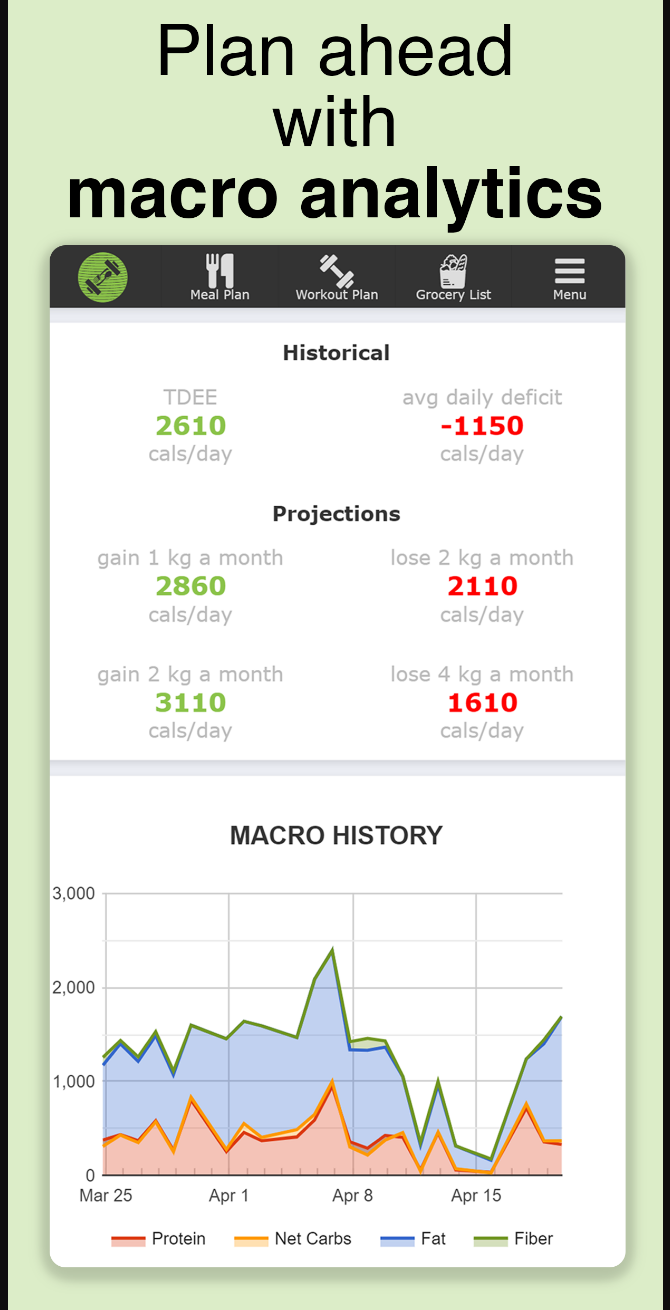 Plan ahead
with
macro analytics
Meal Plan
Workout Plan
Grocery List
Menu
Historical
TDEE
avg daily deficit
2610
-1150
cals/day
cals/day
Projections
gain 1 kg a month
lose 2 kg a month
2860
2110
cals/day
cals/day
gain 2 kg a month
lose 4 kg a month
3110
1610
cals/day
cals/day
MACRO HISTORY
3,000
2,000
1,000
0
Mar 25
Apr 1
Apr 8
Apr 15
Protein
Net Carbs
Fat
Fiber